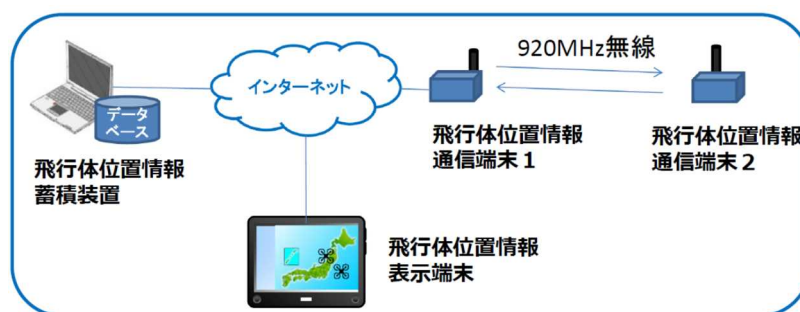 920MHz無線
インターネット
データ
ベース
飛行体位置情報
蓄積装置
飛行体位置情報
通信端末1
飛行体位置情報
通信端末2
飛行体位置情報
表示端末